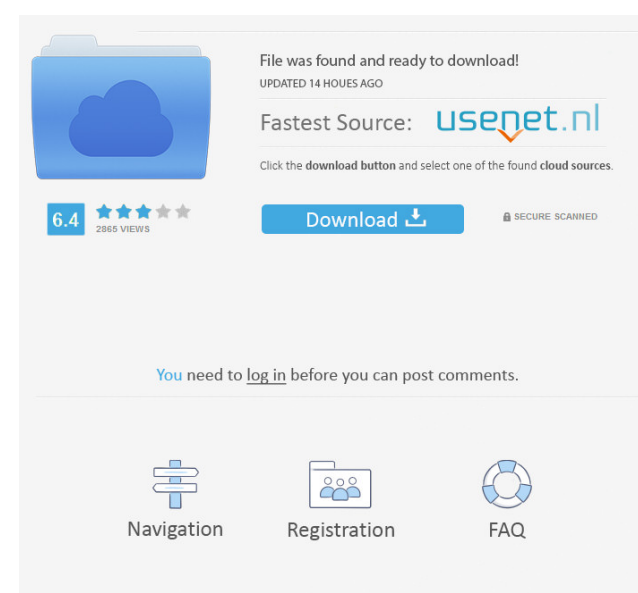 File was found and ready to download!
UPDATED 14 HOUES AGO
Fastest Source: usenet.nl
Click the download button and select one of the found cloud sources.
6.4
2865 VIEWS
Download
SECURE SCANNED
You need to log in before you can post comments.
Navigation
Registration
FAQ